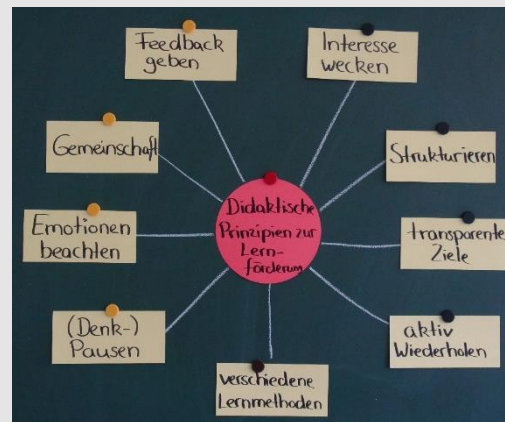 Feedback
geben
Interesse
wecken
Gemeinschaft
Strukturieren
Didaktische
Prinzipien zur
Lern-
förderum
Emotionen
beachten
transparente
Ziele
(Denk-)
Pausen
aktiv
Wiederholen
verschiedene
Lernmethoden